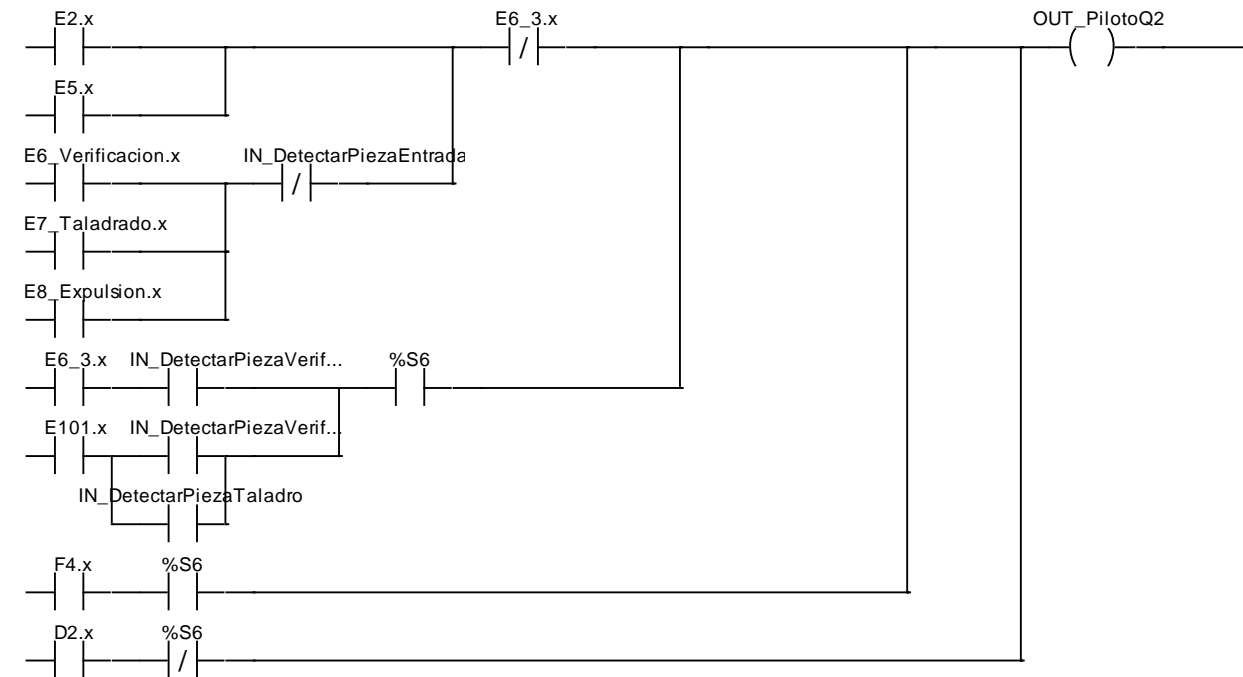 E2.x E6_3.x OUT_PilotoQ2
E5.x
E6_Verificacion.x IN_DetectarPiezaEntrada
E7_Taladrado.x
E8_Expulsion.x
E6_3.x IN_DetectarPiezaVerif... %S6
E101.x IN_DetectarPiezaVerif...
IN_DetectarPiezaTaladro
F4.x %S6
D2.x %S6